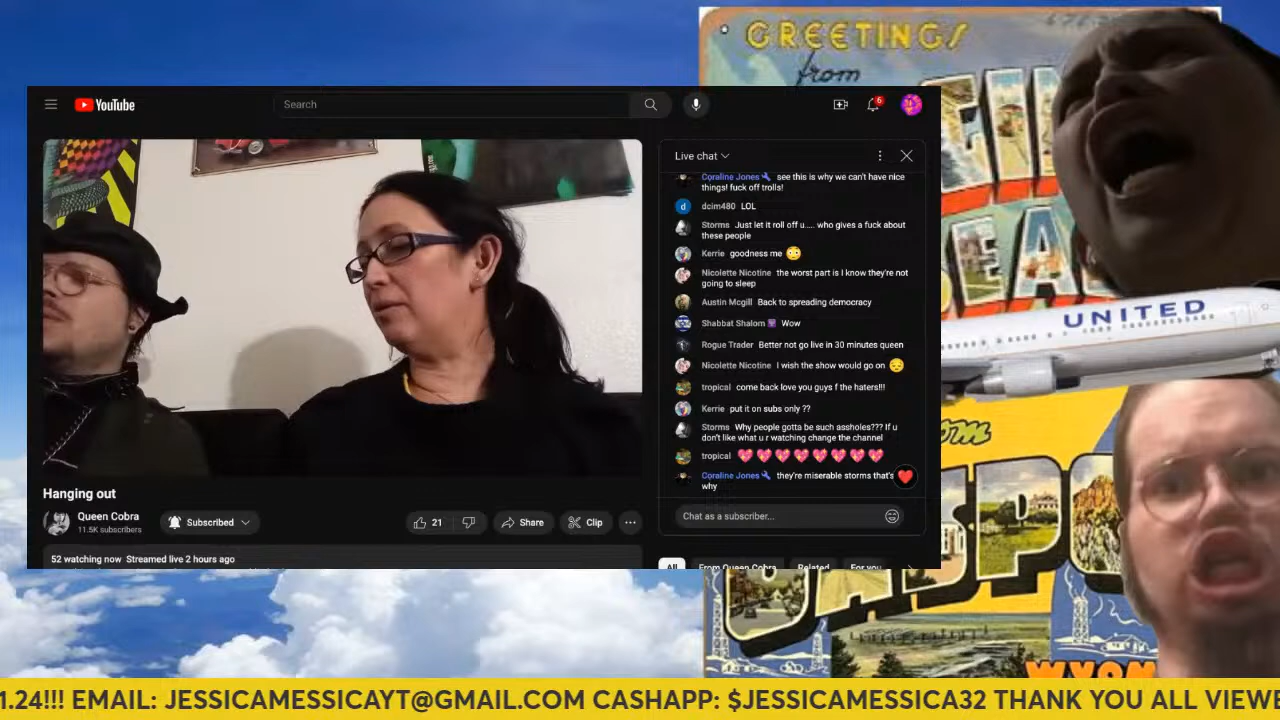 GREETINGS
from
YouTube
Search
6
Live chat
Coraline Jones see this is why we can't have nice
things! fuck off trolls!
d dcim480 LOL
Storms Just let it roll off u..... who gives a fuck about
these people
Kerrie goodness me 😳
Nicolette Nicotine the worst part is I know they're not
going to sleep
Austin Mcgill Back to spreading democracy
Shabbat Shalom Wow
Rogue Trader Better not go live in 30 minutes queen
Nicolette Nicotine I wish the show would go on 😔
tropical come back love you guys f the haters!!!
Kerrie put it on subs only ??
Storms Why people gotta be such assholes??? If u
don't like what u r watching change the channel
tropical 💖💖💖💖💖💖💖💖
Coraline Jones they're miserable storms that's
why
Chat as a subscriber...
All From Queen Cobra Related For you
Hanging out
Queen Cobra
11.5K subscribers
Subscribed
21
Share
Clip
52 watching now Streamed live 2 hours ago
UNITED
1.24!!! EMAIL: JESSICAMESSICAYT@GMAIL.COM CASHAPP: $JESSICAMESSICA32 THANK YOU ALL VIEWE